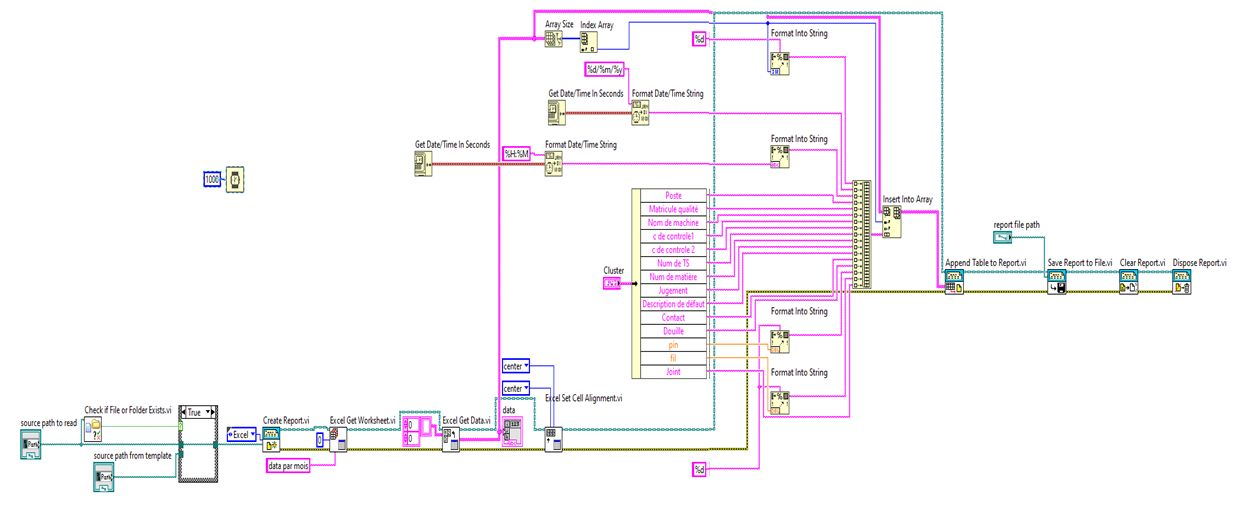 Array Size
Index Array
Format Into String
%d
%d/%m/%y
Get Date/Time In Seconds
Format Date/Time String
Get Date/Time In Seconds
%H:%M
Format Date/Time String
Format Into String
1000
Poste
Matricule qualité
Nom de machine
c de controle1
c de controle 2
Num de TS
Num de matière
Jugement
Description de défaut
Contact
Douille
pin
fil
Joint
Cluster
Insert Into Array
report file path
Append Table to Report.vi
Save Report to File.vi
Clear Report.vi
Dispose Report.vi
Format Into String
Format Into String
center
center
Excel Set Cell Alignment.vi
Check if File or Folder Exists.vi
True
source path to read
Path
source path from template
Path
Excel
Create Report.vi
Excel Get Worksheet.vi
0
data par mois
0
0
Excel Get Data.vi
data
%d